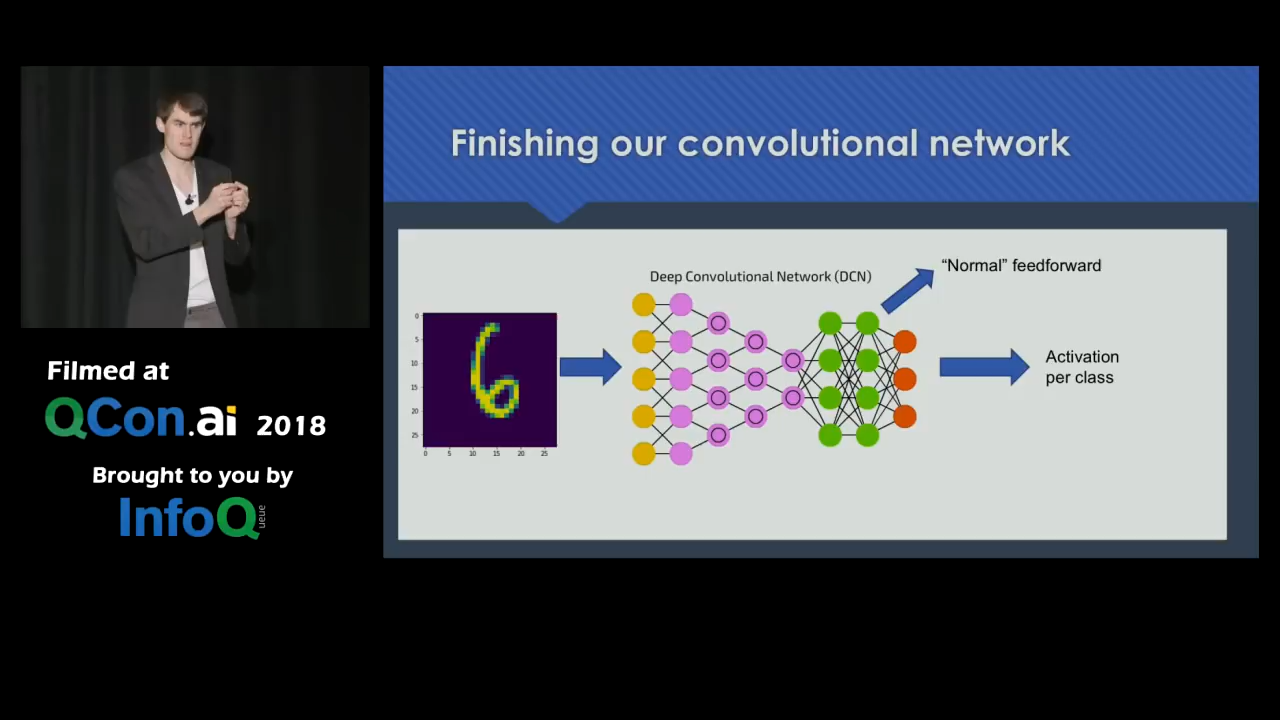 Finishing our convolutional network
Deep Convolutional Network (DCN)
“Normal” feedforward
Activation
per class
0
5
10
15
20
25
0 5 10 15 20 25
Filmed at
QCon.ai 2018
Brought to you by
InfoQ
ueue